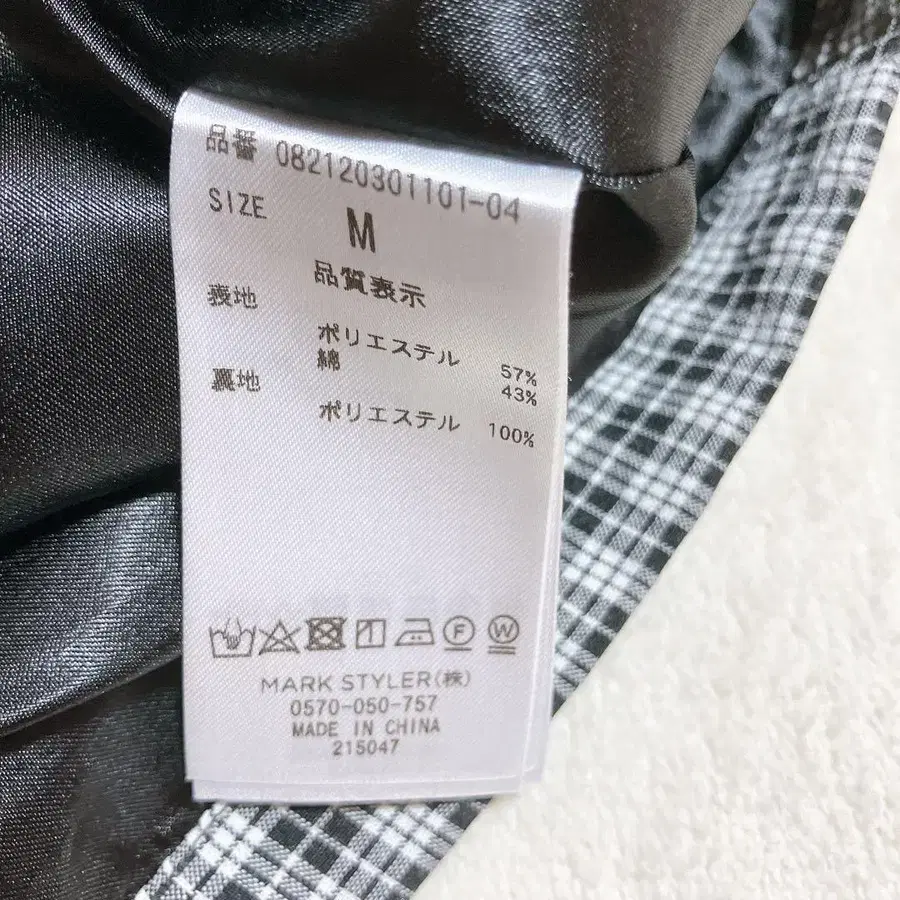 品番 082120301101-04
SIZE M
品質表示
表地 ポリエステル 57%
綿 43%
裏地 ポリエステル 100%
F W
MARK STYLER(株)
0570-050-757
MADE IN CHINA
215047